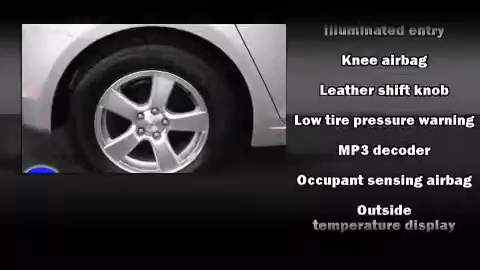 Illuminated entry
Knee airbag
Leather shift knob
Low tire pressure warning
MP3 decoder
Occupant sensing airbag
Outside
temperature display